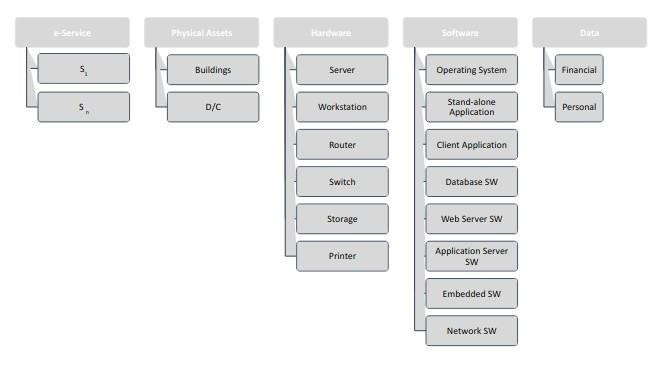 e-Service
S1
S n
Physical Assets
Buildings
D/C
Hardware
Server
Workstation
Router
Switch
Storage
Printer
Software
Operating System
Stand-alone
Application
Client Application
Database SW
Web Server SW
Application Server
SW
Embedded SW
Network SW
Data
Financial
Personal